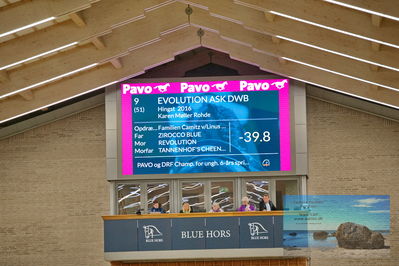 Pavo Pavo Pavo
9 EVOLUTION ASK DWB
(51) Hingst 2016
Karen Møller Rohde
Opdræ... Familien Camitz v/Linus ...
Far ZIROCCO BLUE
Mor REVOLUTION
Morfar TANNENHOF'S CHEEN...
-39.8
PAVO og DRF Champ. for ungh. 6-års spri...
BLUE HORS
BLUE HORS
BLUE HORS